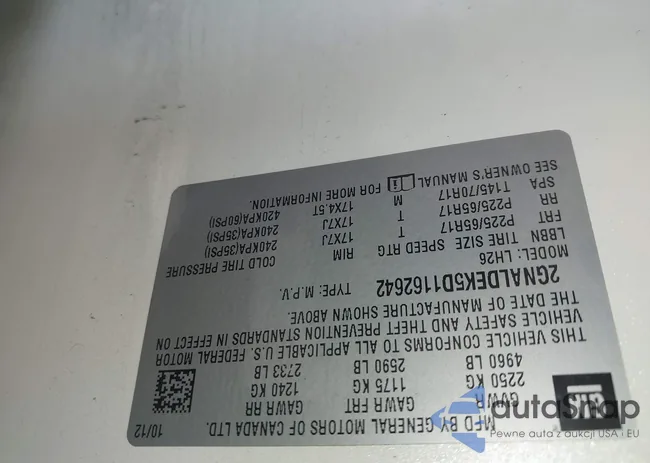 MFD BY GENERAL MOTORS OF CANADA LTD. 10/12
GVWR GAWR FRT GAWR RR
2250 KG 1175 KG 1240 KG
4960 LB 2590 LB 2733 LB
THIS VEHICLE CONFORMS TO ALL APPLICABLE U.S. FEDERAL MOTOR
VEHICLE SAFETY AND THEFT PREVENTION STANDARDS IN EFFECT ON
THE DATE OF MANUFACTURE SHOWN ABOVE.
2GNALDEK5D1162642 TYPE: M.P.V.
MODEL: LH26
LBBN TIRE SIZE SPEED RTG RIM COLD TIRE PRESSURE
FRT P225/65R17 T 17X7J 240KPA(35PSI)
RR P225/65R17 T 17X7J 240KPA(35PSI)
SPA T145/70R17 M 17X4.5T 420KPA(60PSI)
SEE OWNER'S MANUAL FOR MORE INFORMATION.
autoSnap
Pewne auta z aukcji USA i EU